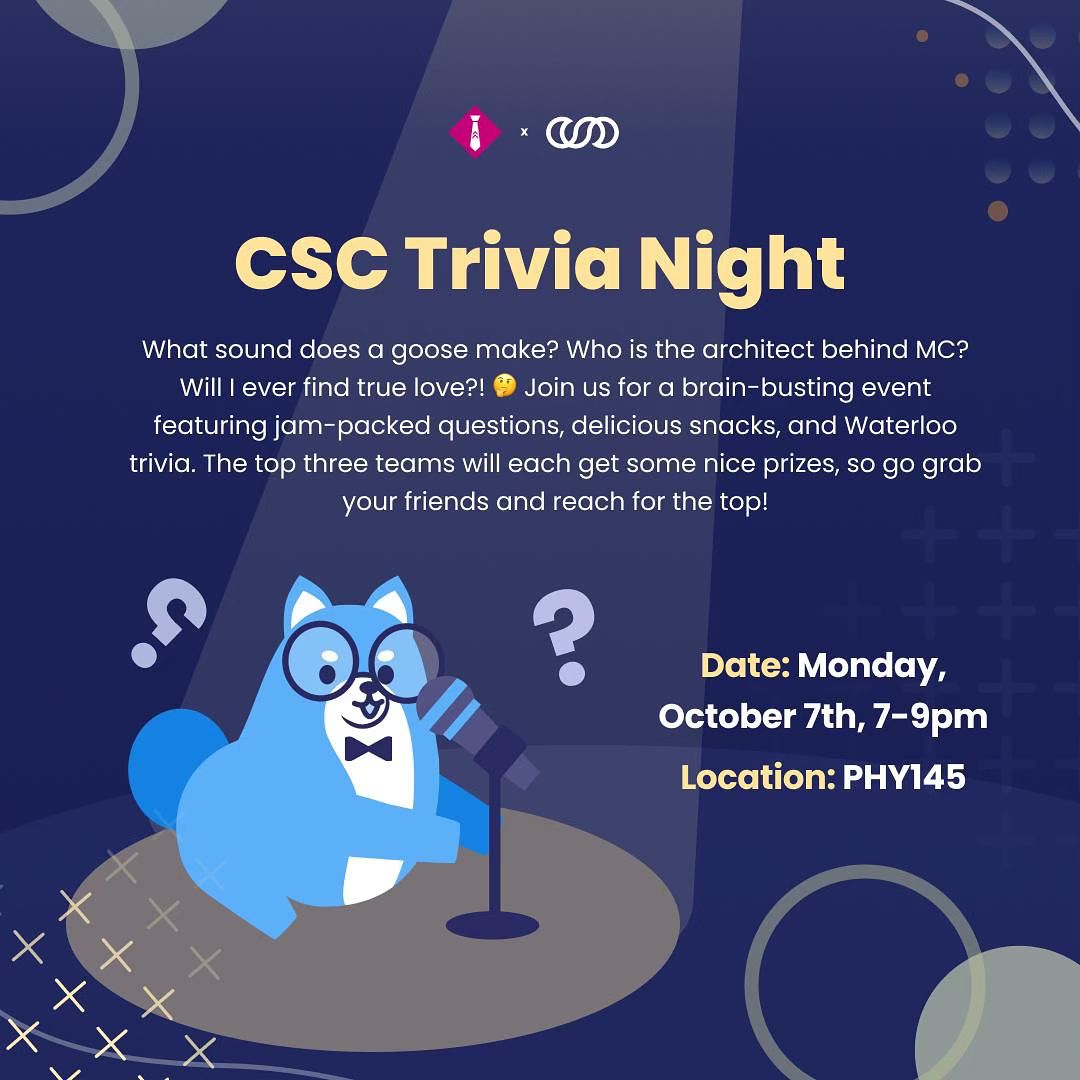 x
CSC Trivia Night
What sound does a goose make? Who is the architect behind MC?
Will I ever find true love?! 🤔 Join us for a brain-busting event
featuring jam-packed questions, delicious snacks, and Waterloo
trivia. The top three teams will each get some nice prizes, so go grab
your friends and reach for the top!
? ?
Date: Monday,
October 7th, 7-9pm
Location: PHY145